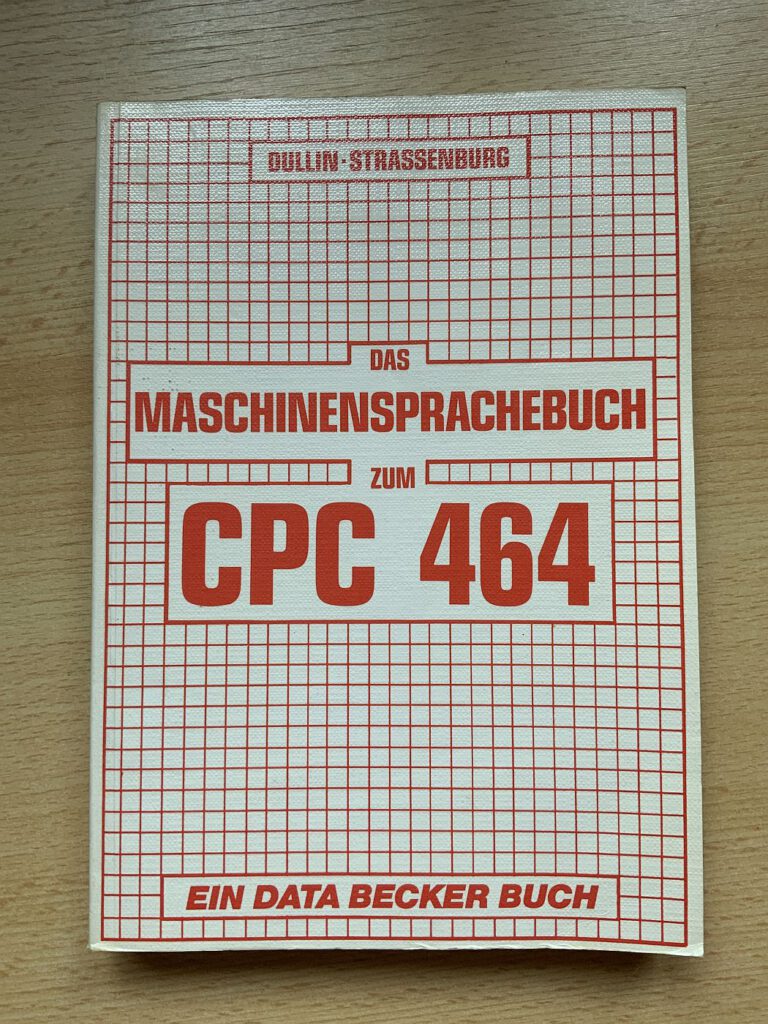 DULLIN·STRASSENBURG
DAS
MASCHINENSPRACHEBUCH
ZUM
CPC 464
EIN DATA BECKER BUCH